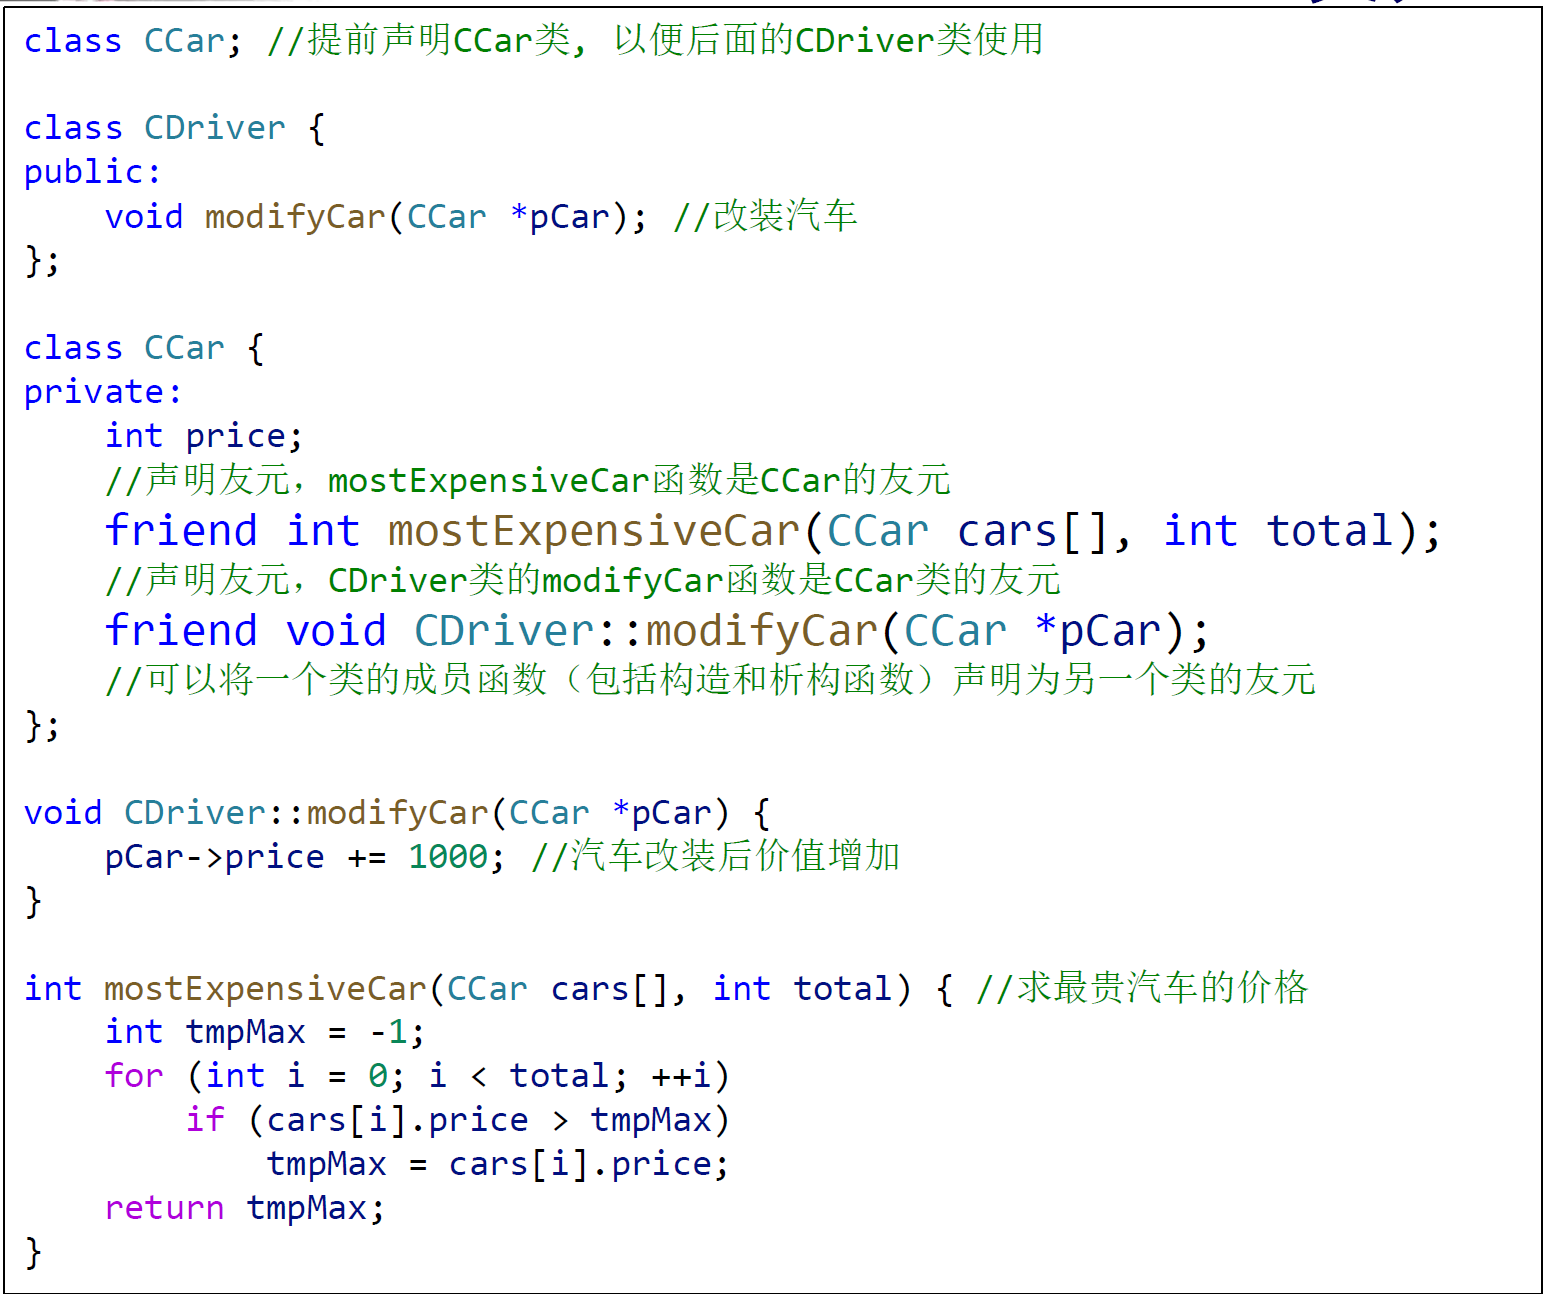 class CCar; //提前声明CCar类, 以便后面的CDriver类使用
class CDriver {
public:
    void modifyCar(CCar *pCar); //改装汽车
};
class CCar {
private:
    int price;
    //声明友元，mostExpensiveCar函数是CCar的友元
    friend int mostExpensiveCar(CCar cars[], int total);
    //声明友元，CDriver类的modifyCar函数是CCar类的友元
    friend void CDriver::modifyCar(CCar *pCar);
    //可以将一个类的成员函数（包括构造和析构函数）声明为另一个类的友元
};
void CDriver::modifyCar(CCar *pCar) {
    pCar->price += 1000; //汽车改装后价值增加
}
int mostExpensiveCar(CCar cars[], int total) { //求最贵汽车的价格
    int tmpMax = -1;
    for (int i = 0; i < total; ++i)
        if (cars[i].price > tmpMax)
            tmpMax = cars[i].price;
    return tmpMax;
}